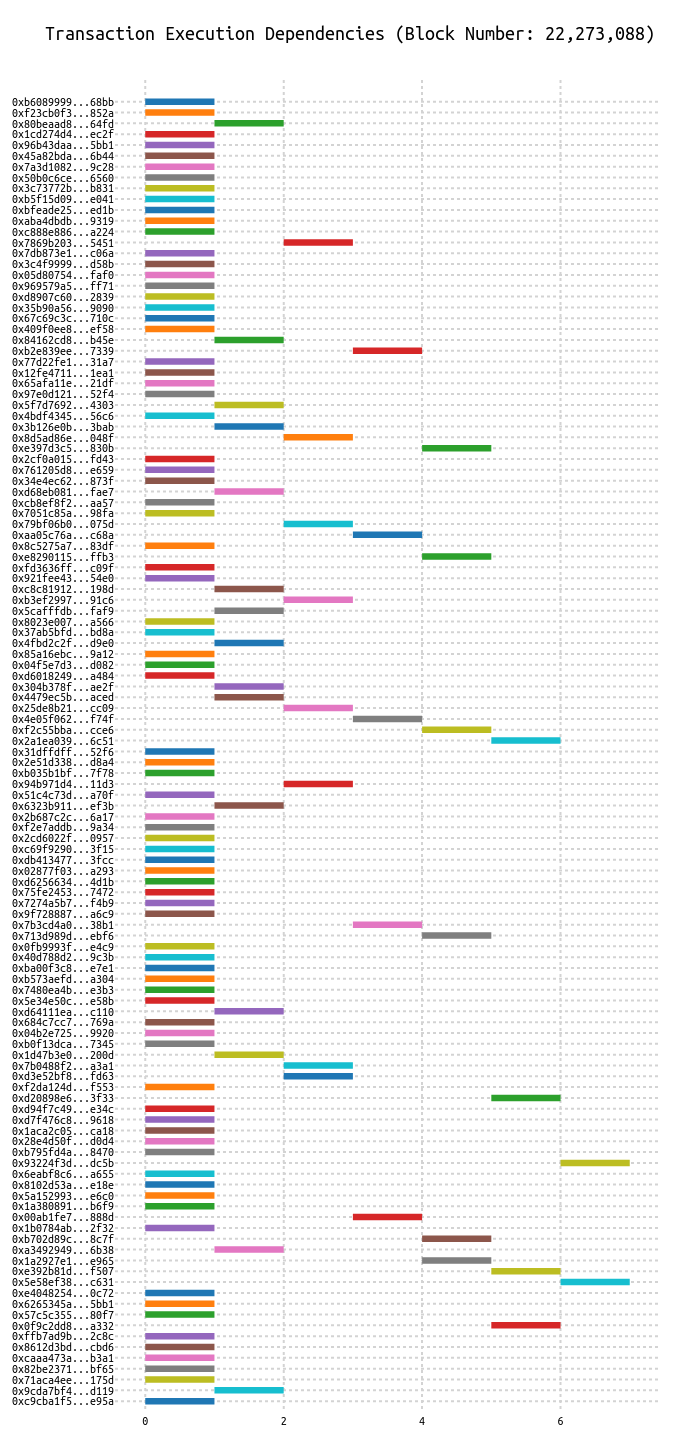 Transaction Execution Dependencies (Block Number: 22,273,088)
0xb6089999...68bb
0xf23cb0f3...852a
0x80beaad8...64fd
0x1cd274d4...ec2f
0x96b43daa...5bb1
0x45a82bda...6b44
0x7a3d1082...9c28
0x50b0c6ce...6560
0x3c73772b...b831
0xb5f15d09...e041
0xbfeade25...ed1b
0xaba4dbdb...9319
0xc888e886...a224
0x7869b203...5451
0x7db873e1...c06a
0x3c4f9999...d58b
0x05d80754...faf0
0x969579a5...ff71
0xd8907c60...2839
0x35b90a56...9090
0x67c69c3c...710c
0x409f0ee8...ef58
0x84162cd8...b45e
0xb2e839ee...7339
0x77d22fe1...31a7
0x12fe4711...1ea1
0x65afa11e...21df
0x97e0d121...52f4
0x5f7d7692...4303
0x4bdf4345...56c6
0x3b126e0b...3bab
0x8d5ad86e...048f
0xe397d3c5...830b
0x2cf0a015...fd43
0x761205d8...e659
0x34e4ec62...873f
0xd68eb081...fae7
0xcb8ef8f2...aa57
0x7051c85a...98fa
0x79bf06b0...075d
0xaa05c76a...c68a
0x8c5275a7...83df
0xe8290115...ffb3
0xfd3636ff...c09f
0x921fee43...54e0
0xc8c81912...198d
0xb3ef2997...91c6
0x5cafffdb...faf9
0x8023e007...a566
0x37ab5bfd...bd8a
0x4fbd2c2f...d9e0
0x85a16ebc...9a12
0x04f5e7d3...d082
0xd6018249...a484
0x304b378f...ae2f
0x4479ec5b...aced
0x25de8b21...cc09
0x4e05f062...f74f
0xf2c55bba...cce6
0x2a1ea039...6c51
0x31dffdff...52f6
0x2e51d338...d8a4
0xb035b1bf...7f78
0x94b971d4...11d3
0x51c4c73d...a70f
0x6323b911...ef3b
0x2b687c2c...6a17
0xf2e7addb...9a34
0x2cd6022f...0957
0xc69f9290...3f15
0xdb413477...3fcc
0x02877f03...a293
0xd6256634...4d1b
0x75fe2453...7472
0x7274a5b7...f4b9
0x9f728887...a6c9
0x7b3cd4a0...38b1
0x713d989d...ebf6
0x0fb9993f...e4c9
0x40d788d2...9c3b
0xba00f3c8...e7e1
0xb573aefd...a304
0x7480ea4b...e3b3
0x5e34e50c...e58b
0xd64111ea...c110
0x684c7cc7...769a
0x04b2e725...9920
0xb0f13dca...7345
0x1d47b3e0...200d
0x7b0488f2...a3a1
0xd3e52bf8...fd63
0xf2da124d...f553
0xd20898e6...3f33
0xd94f7c49...e34c
0xd7f476c8...9618
0x1aca2c05...ca18
0x28e4d50f...d0d4
0xb795fd4a...8470
0x93224f3d...dc5b
0x6eabf8c6...a655
0x8102d53a...e18e
0x5a152993...e6c0
0x1a380891...b6f9
0x00ab1fe7...888d
0x1b0784ab...2f32
0xb702d89c...8c7f
0xa3492949...6b38
0x1a2927e1...e965
0xe392b81d...f507
0x5e58ef38...c631
0xe4048254...0c72
0x6265345a...5bb1
0x57c5c355...80f7
0x0f9c2dd8...a332
0xffb7ad9b...2c8c
0x8612d3bd...cbd6
0xcaaa473a...b3a1
0x82be2371...bf65
0x71aca4ee...175d
0x9cda7bf4...d119
0xc9cba1f5...e95a
0 2 4 6